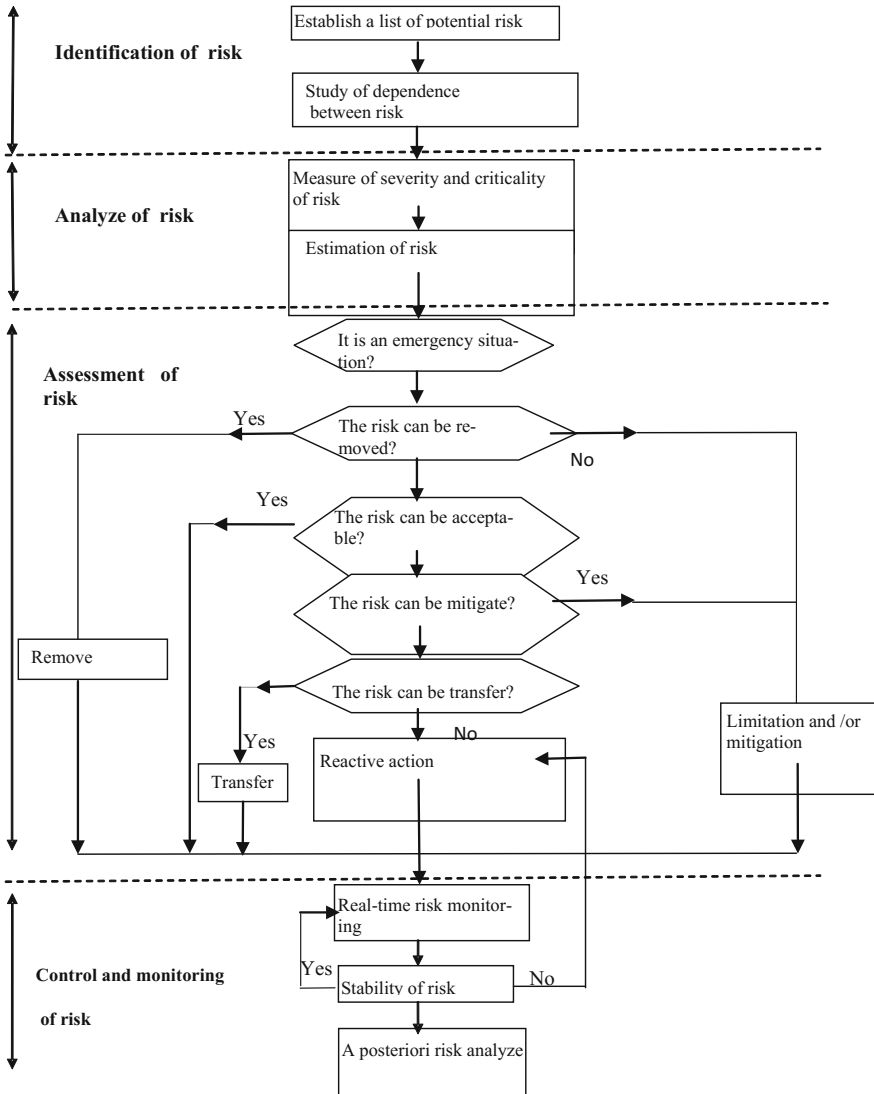 Establish a list of potential risk
Identification of risk
Study of dependence
between risk
Measure of severity and criticality
of risk
Analyze of risk
Estimation of risk
It is an emergency situa-
tion?
Assessment of
risk
Yes
The risk can be re-
moved?
No
Yes
The risk can be accepta-
ble?
Yes
The risk can be mitigate?
Remove
The risk can be transfer?
Limitation and /or
mitigation
No
Yes
Reactive action
Transfer
Real-time risk monitor-
ing
Yes
No
Stability of risk
Control and monitoring
of risk
A posteriori risk analyze